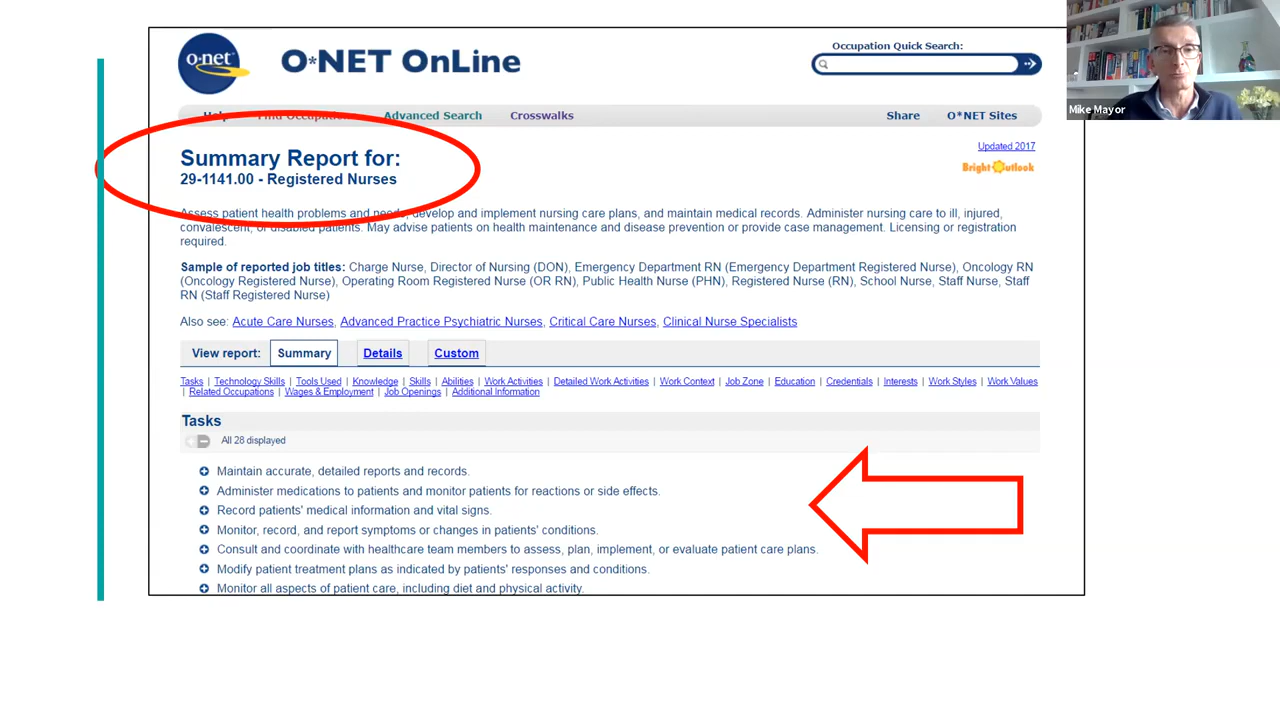 o·net
O*NET OnLine
Occupation Quick Search:
Mike Mayor
Help Find Occupations Advanced Search Crosswalks Share O*NET Sites
Summary Report for:
29-1141.00 - Registered Nurses
Updated 2017
Bright Outlook
Assess patient health problems and needs, develop and implement nursing care plans, and maintain medical records. Administer nursing care to ill, injured,
convalescent, or disabled patients. May advise patients on health maintenance and disease prevention or provide case management. Licensing or registration
required.
Sample of reported job titles: Charge Nurse, Director of Nursing (DON), Emergency Department RN (Emergency Department Registered Nurse), Oncology RN
(Oncology Registered Nurse), Operating Room Registered Nurse (OR RN), Public Health Nurse (PHN), Registered Nurse (RN), School Nurse, Staff Nurse, Staff
RN (Staff Registered Nurse)
Also see: Acute Care Nurses, Advanced Practice Psychiatric Nurses, Critical Care Nurses, Clinical Nurse Specialists
View report: Summary Details Custom
Tasks | Technology Skills | Tools Used | Knowledge | Skills | Abilities | Work Activities | Detailed Work Activities | Work Context | Job Zone | Education | Credentials | Interests | Work Styles | Work Values
| Related Occupations | Wages & Employment | Job Openings | Additional Information
Tasks
All 28 displayed
Maintain accurate, detailed reports and records.
Administer medications to patients and monitor patients for reactions or side effects.
Record patients' medical information and vital signs.
Monitor, record, and report symptoms or changes in patients' conditions.
Consult and coordinate with healthcare team members to assess, plan, implement, or evaluate patient care plans.
Modify patient treatment plans as indicated by patients' responses and conditions.
Monitor all aspects of patient care, including diet and physical activity.